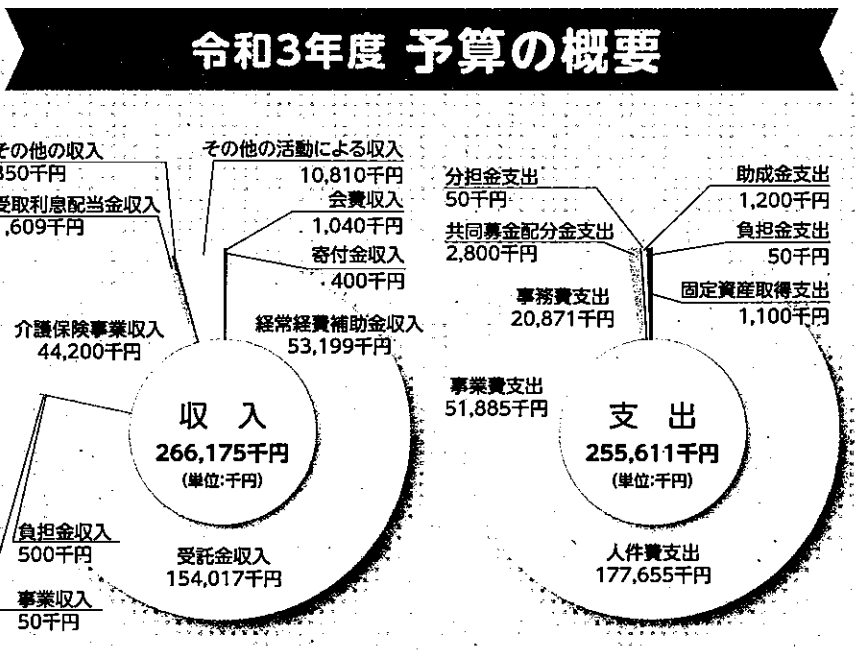 令和3年度 予算の概要
その他の収入
350千円
受取利息配当金収入
,609千円
その他の活動による収入
10,810千円
会費収入
1,040千円
寄付金収入
400千円
経常経費補助金収入
53,199千円
介護保険事業収入
44,200千円
収 入
266,175千円
(単位:千円)
負担金収入
500千円
事業収入
50千円
受託金収入
154,017千円
分担金支出
50千円
共同募金配分金支出
2,800千円
事務費支出
20,871千円
助成金支出
1,200千円
負担金支出
50千円
固定資産取得支出
1,100千円
事業費支出
51,885千円
支 出
255,611千円
(単位:千円)
人件費支出
177,655千円